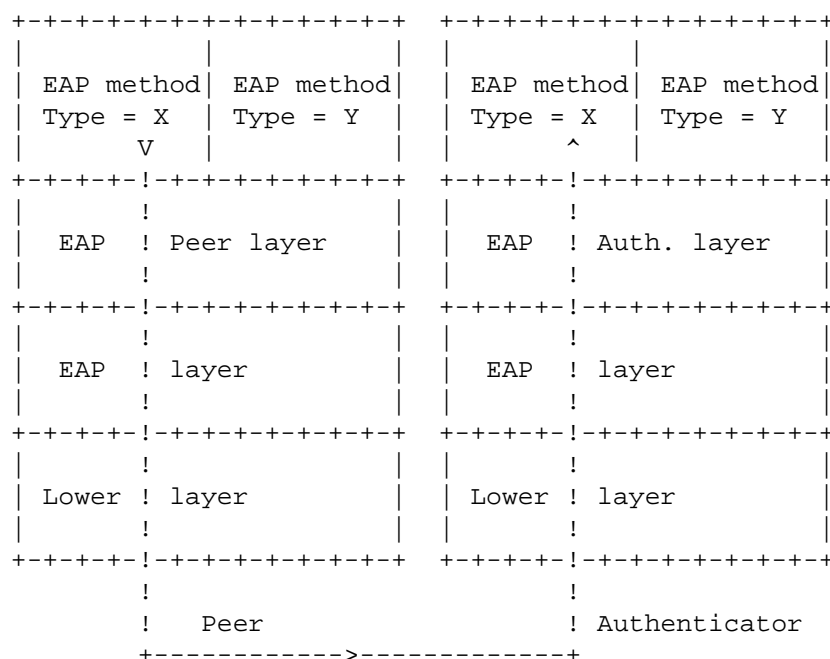 +-+-+-+-+-+-+-+-+-+-+-+-+  +-+-+-+-+-+-+-+-+-+-+-+-+
|           |           |  |           |           |
| EAP method| EAP method|  | EAP method| EAP method|
| Type = X  | Type = Y  |  | Type = X  | Type = Y  |
|       V   |           |  |       ^   |           |
+-+-+-+-!-+-+-+-+-+-+-+-+  +-+-+-+-!-+-+-+-+-+-+-+-+
|       !               |  |       !               |
|  EAP  ! Peer layer    |  |  EAP  ! Auth. layer   |
|       !               |  |       !               |
+-+-+-+-!-+-+-+-+-+-+-+-+  +-+-+-+-!-+-+-+-+-+-+-+-+
|       !               |  |       !               |
|  EAP  ! layer         |  |  EAP  ! layer         |
|       !               |  |       !               |
+-+-+-+-!-+-+-+-+-+-+-+-+  +-+-+-+-!-+-+-+-+-+-+-+-+
|       !               |  |       !               |
| Lower ! layer         |  | Lower ! layer         |
|       !               |  |       !               |
+-+-+-+-!-+-+-+-+-+-+-+-+  +-+-+-+-!-+-+-+-+-+-+-+-+
        !                          !
        !   Peer                   ! Authenticator
        +------------>-------------+